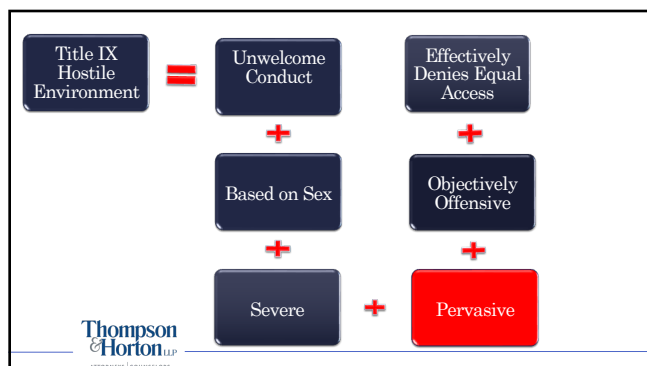 Title IX
Hostile
Environment
=
Unwelcome
Conduct
+
Based on Sex
+
Severe
+
Pervasive
+
Objectively
Offensive
+
Effectively
Denies Equal
Access
Thompson
& Horton LLP